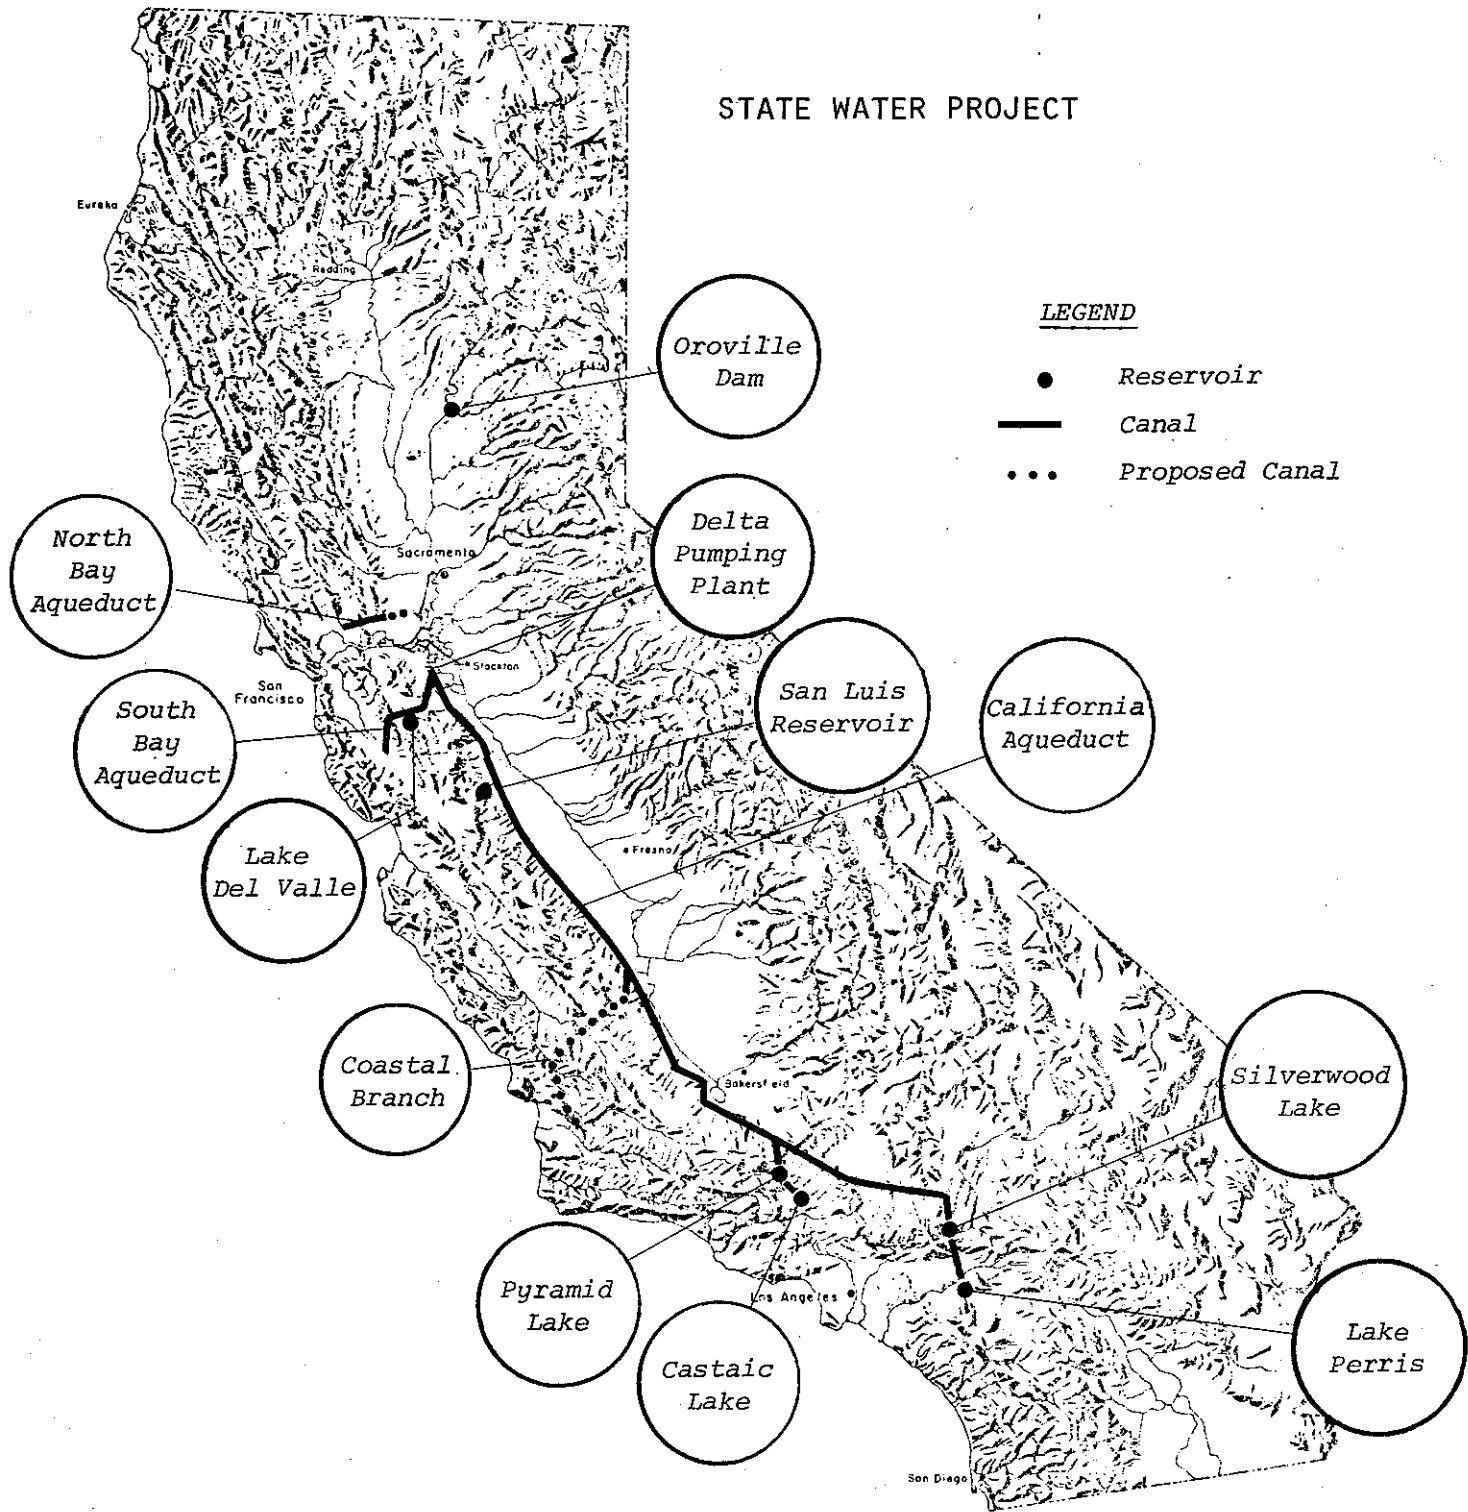 STATE WATER PROJECT
Eureka
Redding
Oroville
Dam
LEGEND
Reservoir
Canal
Proposed Canal
North
Bay
Aqueduct
Sacramento
Delta
Pumping
Plant
Stockton
San
Francisco
South
Bay
Aqueduct
San Luis
Reservoir
California
Aqueduct
Lake
Del Valle
Fresno
Coastal
Branch
Bakersfield
Silverwood
Lake
Pyramid
Lake
Los Angeles
Castaic
Lake
Lake
Perris
San Diego